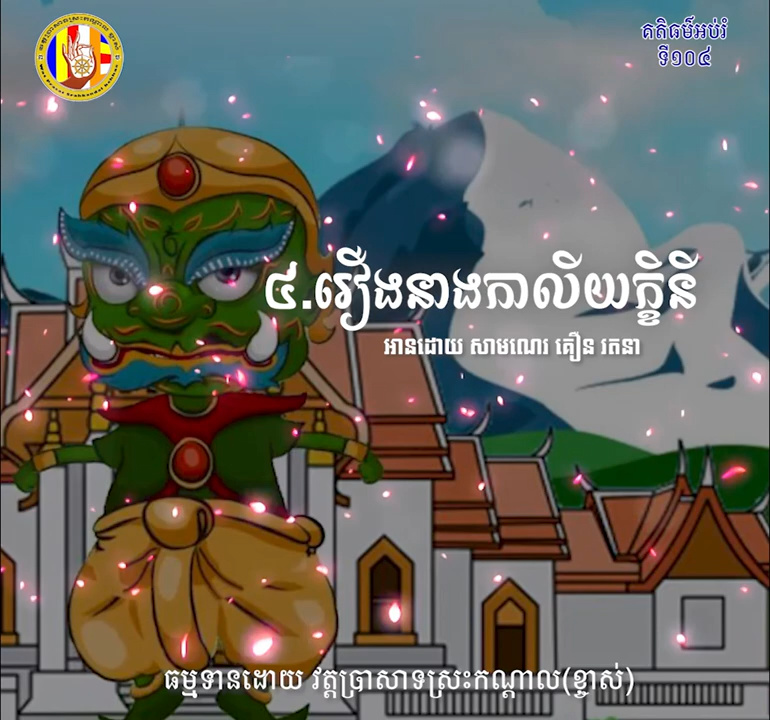 គតិធម៌អប់រំ
ទី១០៤
៤.រឿងនាងកាលិយក្ខិនី
អានដោយ សាមណេរ គឿន រតនា
ធម្មទានដោយ វត្តប្រាសាទស្រះកណ្ដាល(ខ្ចាស់)